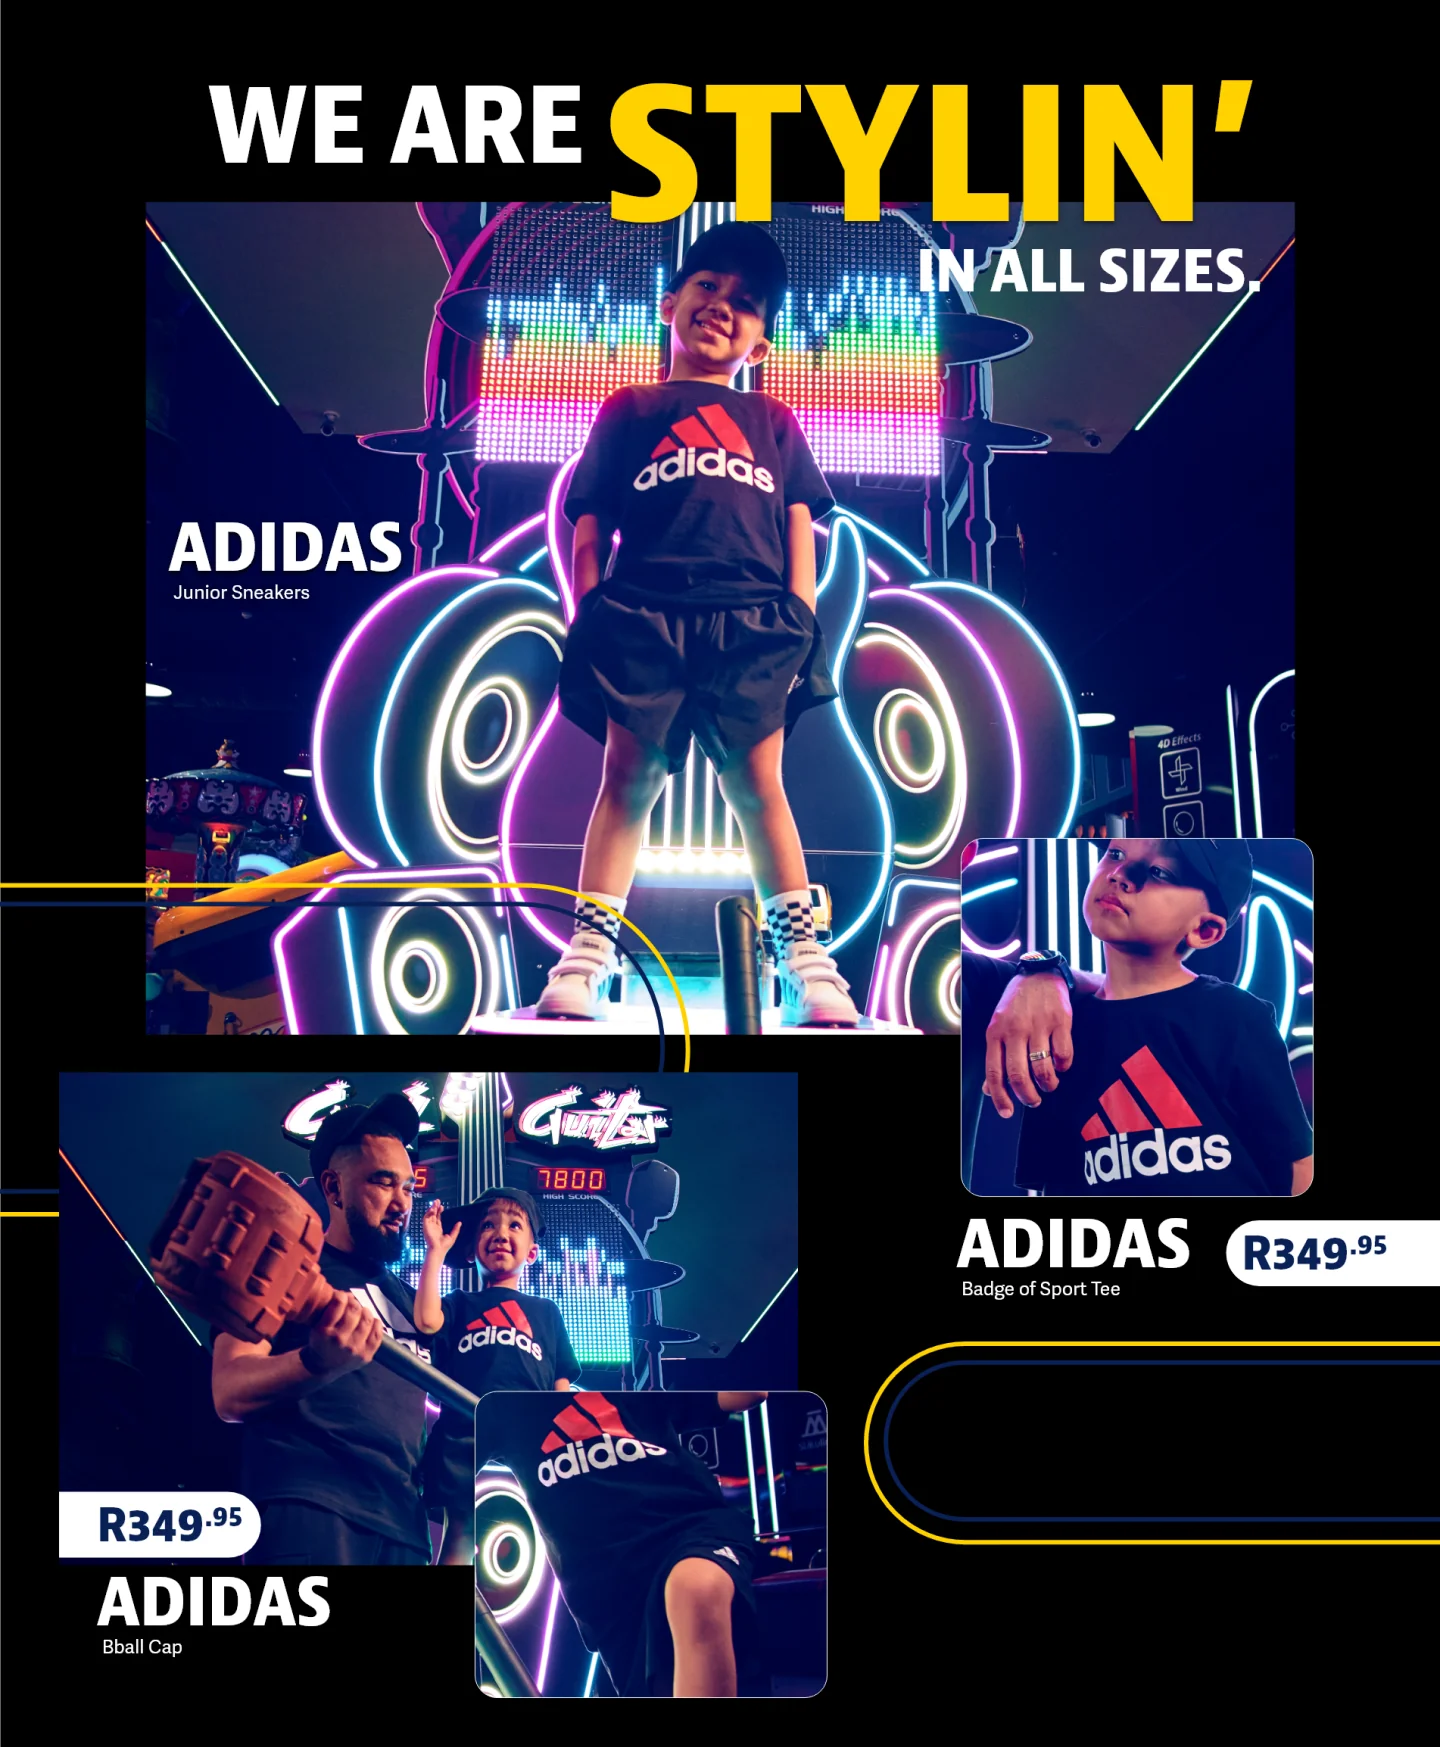 WE ARE STYLIN’
IN ALL SIZES.
adidas
ADIDAS
Junior Sneakers
4D Effects
Wind
adidas
ADIDAS
R349.95
Badge of Sport Tee
Guitar
7800
HIGH SCORE
adidas
adidas
R349.95
ADIDAS
Bball Cap